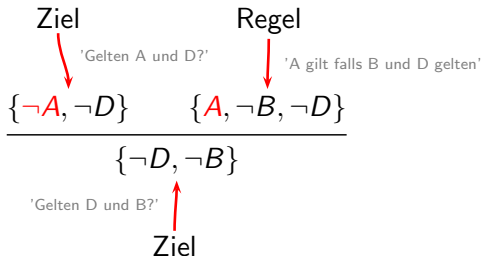 Ziel Regel
'Gelten A und D?' 'A gilt falls B und D gelten'
{¬A, ¬D} {A, ¬B, ¬D}
{¬D, ¬B}
'Gelten D und B?'
Ziel